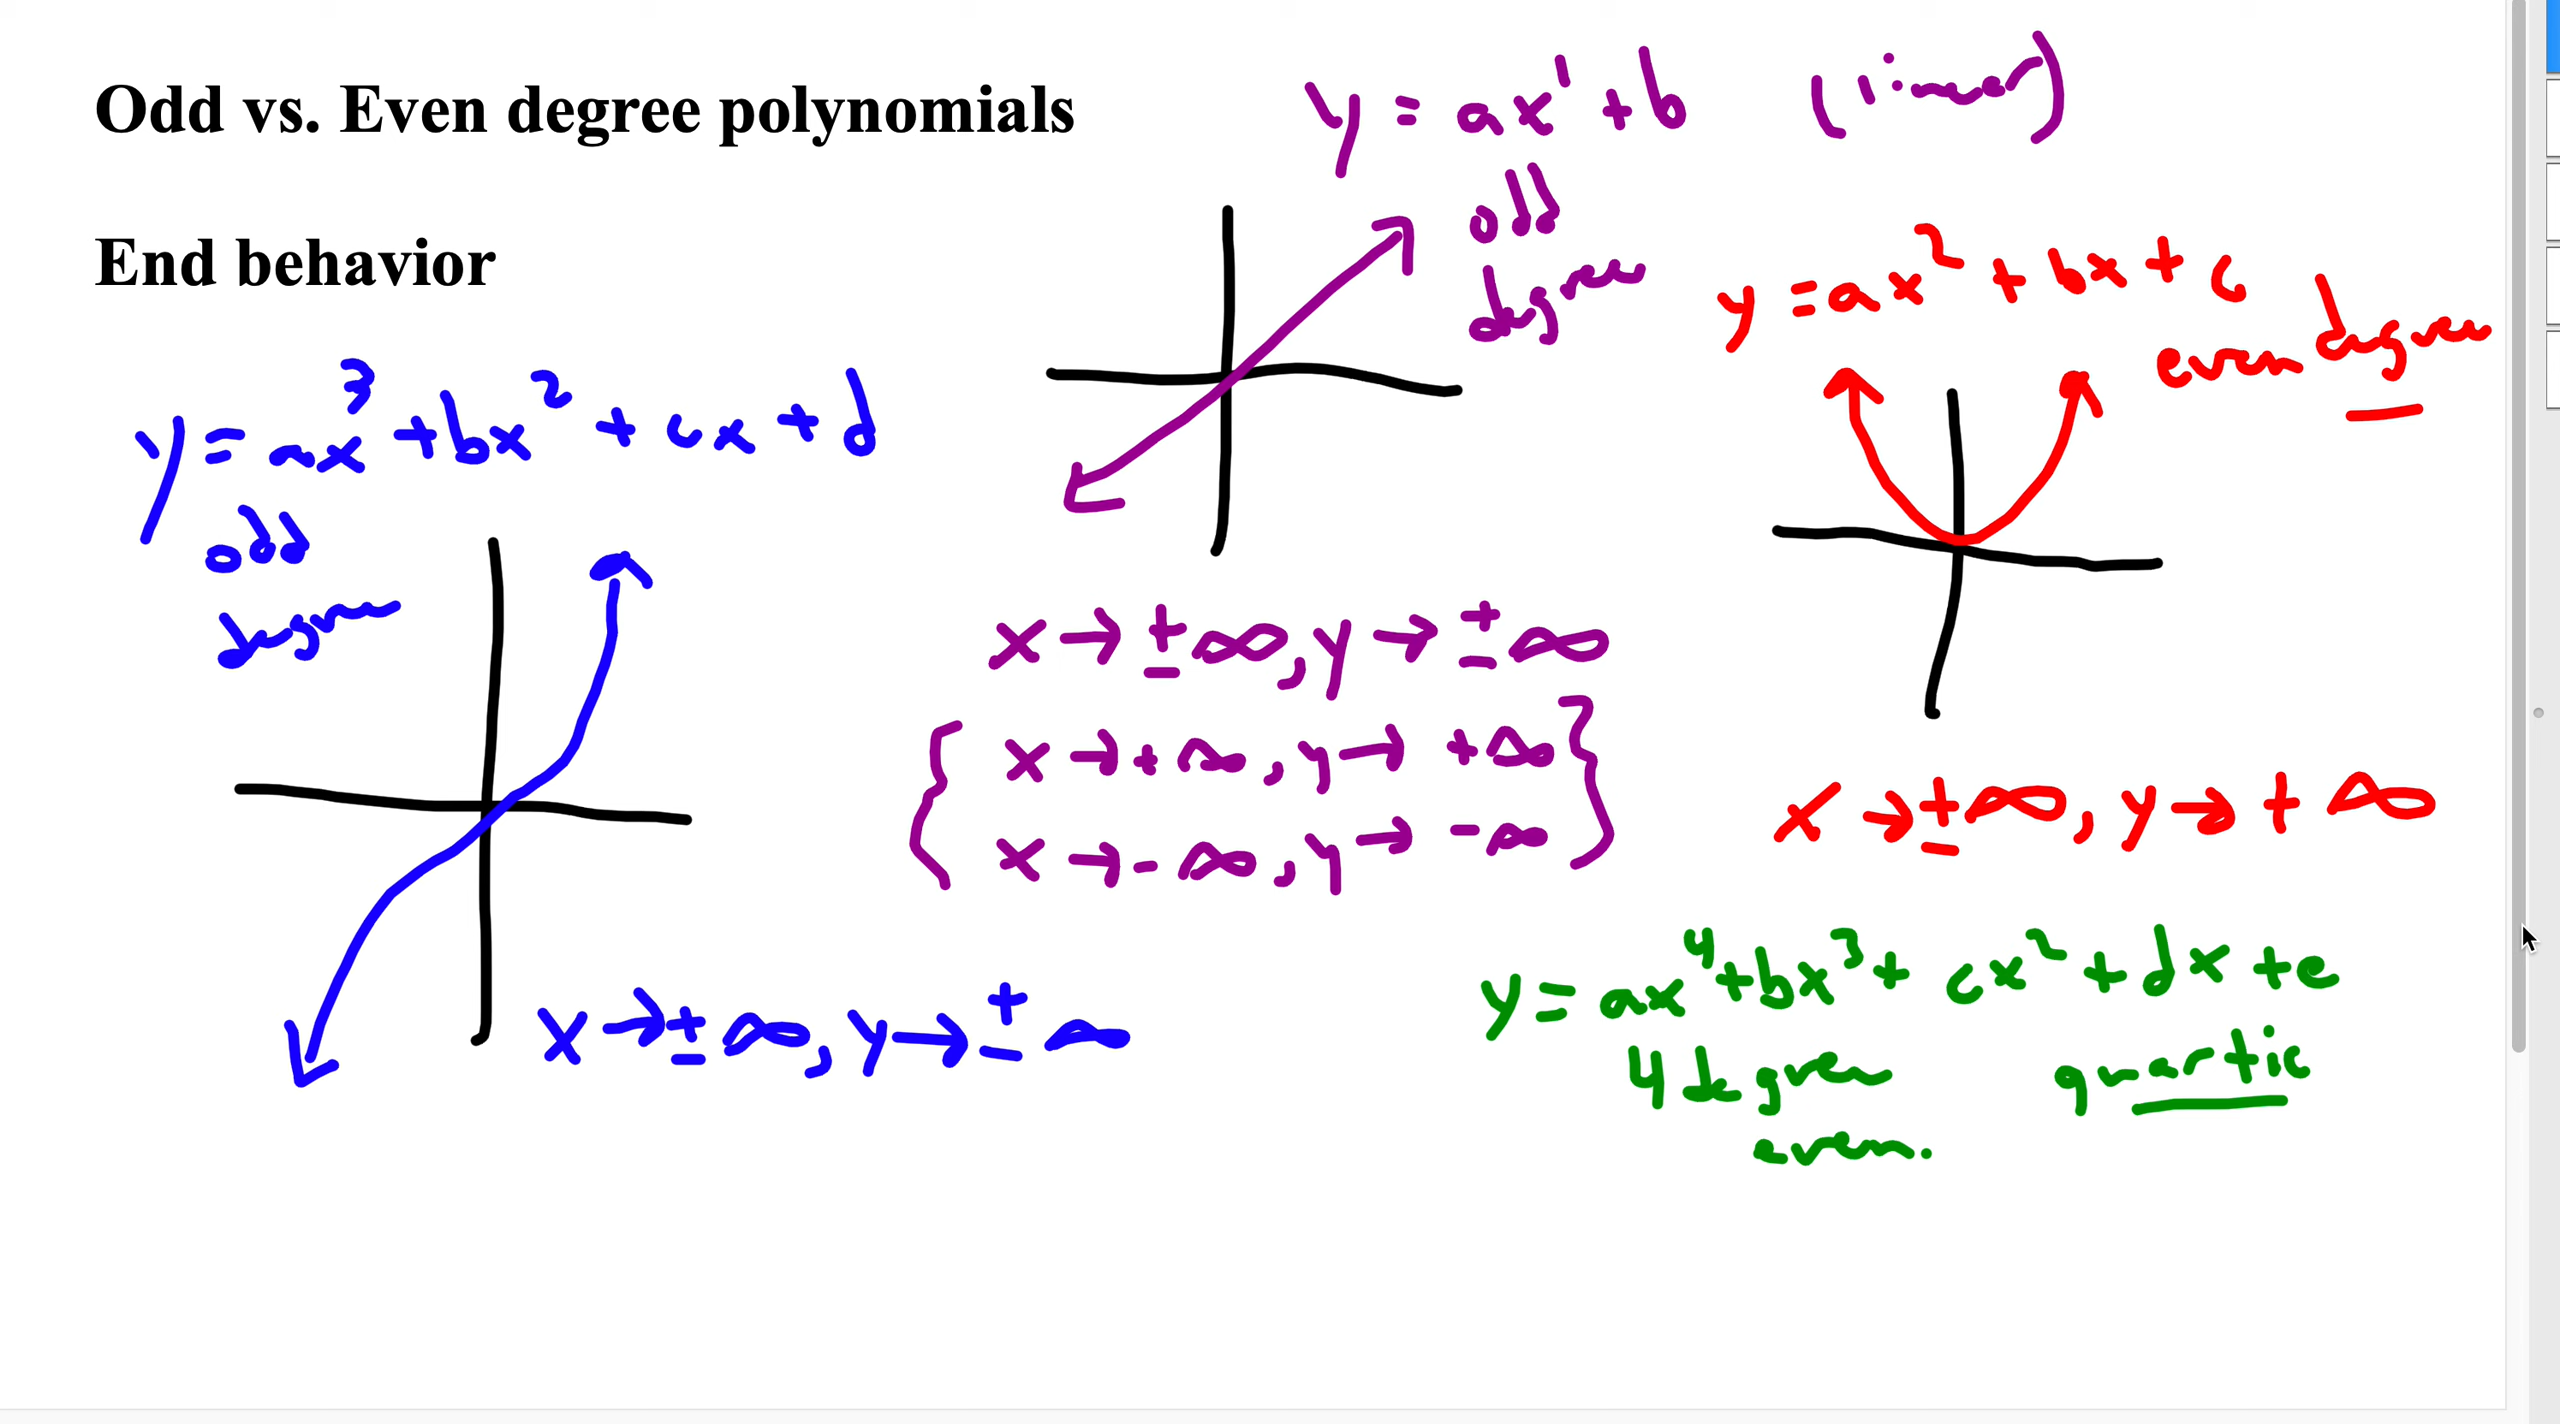 Odd vs. Even degree polynomials
End behavior
y = ax³ + bx² + cx + d
odd
degree
x → ± ∞, y → ± ∞
y = ax¹ + b (linear)
odd
degree
x → ± ∞, y → ± ∞
{ x → + ∞, y → + ∞ }
{ x → - ∞, y → - ∞ }
y = ax² + bx + c
even degree
x → ± ∞, y → + ∞
y = ax⁴ + bx³ + cx² + dx + e
4 degree quartic
even.